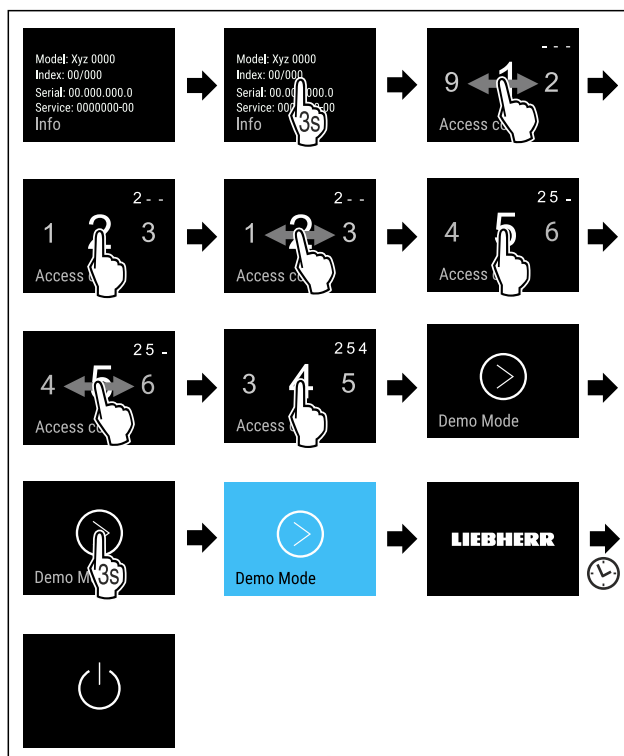 Model: Xyz 0000
Index: 00/000
Serial: 00.000.000.0
Service: 0000000-00
Info
Model: Xyz 0000
Index: 00/000
Serial: 00.00 .000.0
Service: 000 -00
Info
3s
- - -
9 1 2
Access co
2 - -
1 2 3
Access
2 - -
1 2 3
Access co
2 5 -
4 5 6
Access
2 5 -
4 5 6
Access co
2 5 4
3 4 5
Access
Demo Mode
Demo M
3s
Demo Mode
LIEBHERR